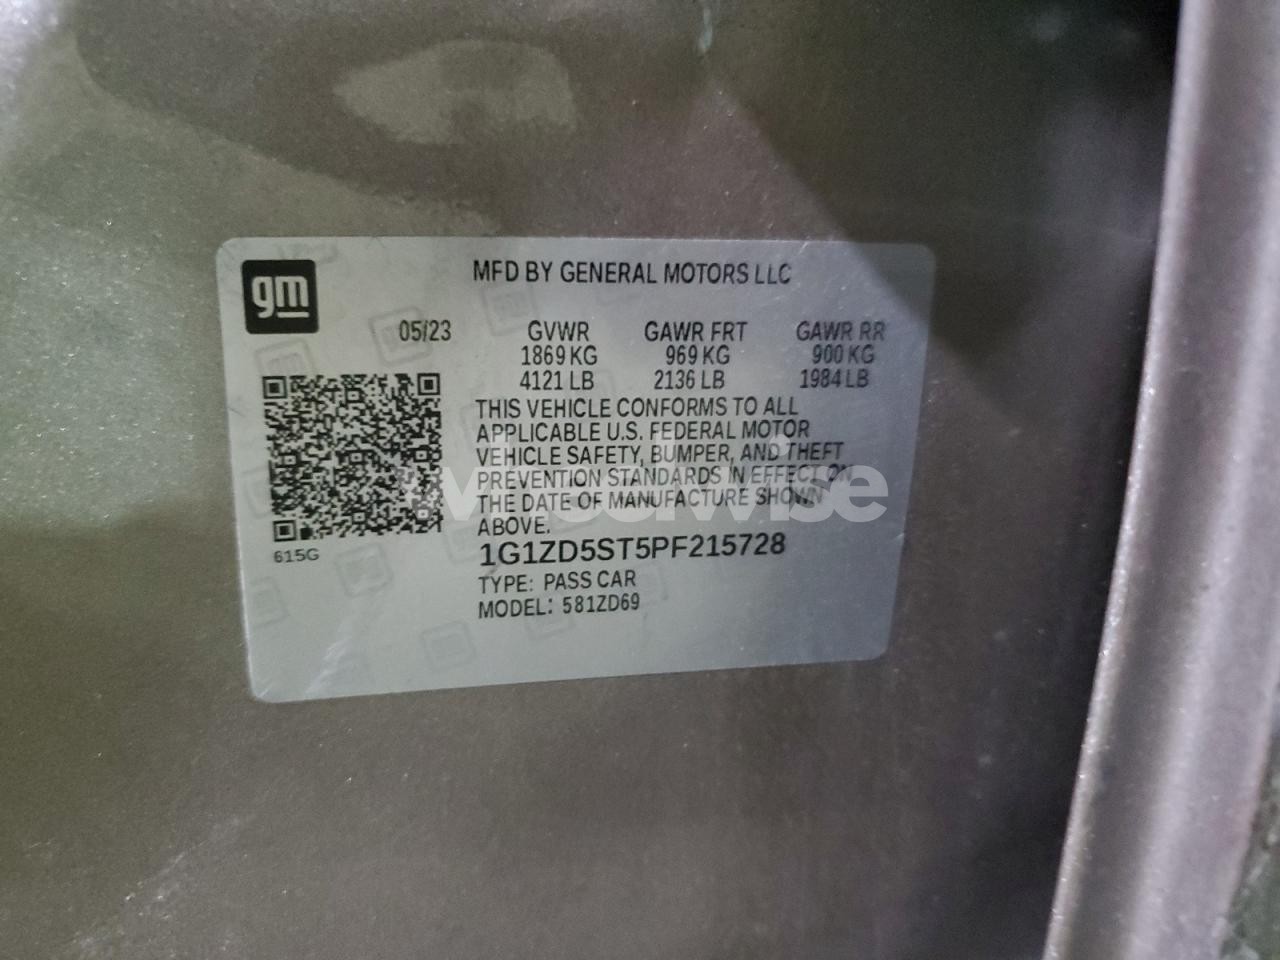 gm
MFD BY GENERAL MOTORS LLC
05/23 GVWR GAWR FRT GAWR RR
1869 KG 969 KG 900 KG
4121 LB 2136 LB 1984 LB
THIS VEHICLE CONFORMS TO ALL
APPLICABLE U.S. FEDERAL MOTOR
VEHICLE SAFETY, BUMPER, AND THEFT
PREVENTION STANDARDS IN EFFECT ON
THE DATE OF MANUFACTURE SHOWN
ABOVE.
615G
1G1ZD5ST5PF215728
TYPE: PASS CAR
MODEL: 581ZD69